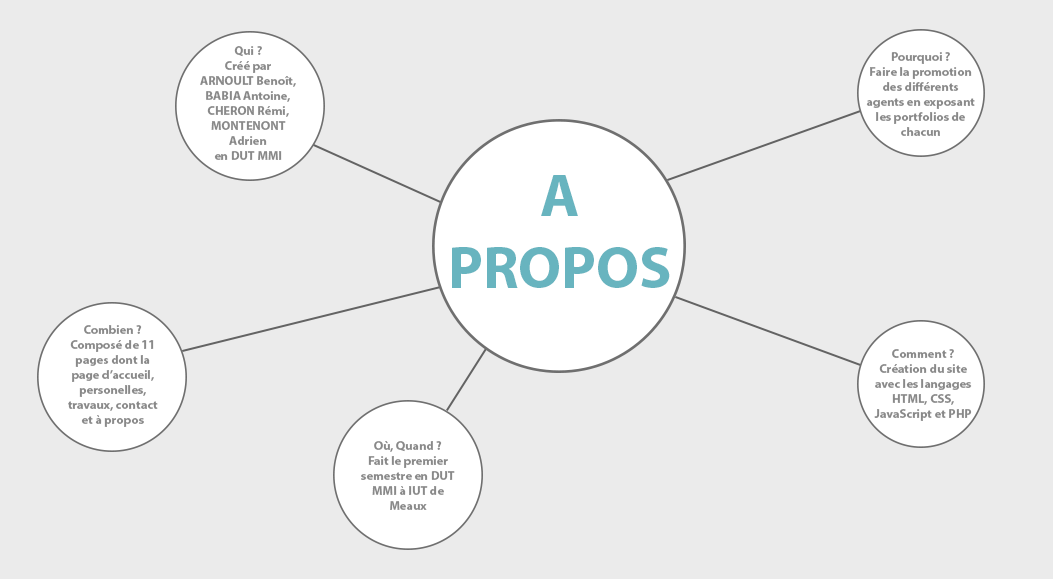 Qui ?
Créé par
ARNOULT Benoît,
BABIA Antoine,
CHERON Rémi,
MONTENONT
Adrien
en DUT MMI
Pourquoi ?
Faire la promotion
des différents
agents en exposant
les portfolios de
chacun
A
PROPOS
Combien ?
Composé de 11
pages dont la
page d'accueil,
personelles,
travaux, contact
et à propos
Comment ?
Création du site
avec les langages
HTML, CSS,
JavaScript et PHP
Où, Quand ?
Fait le premier
semestre en DUT
MMI à IUT de
Meaux